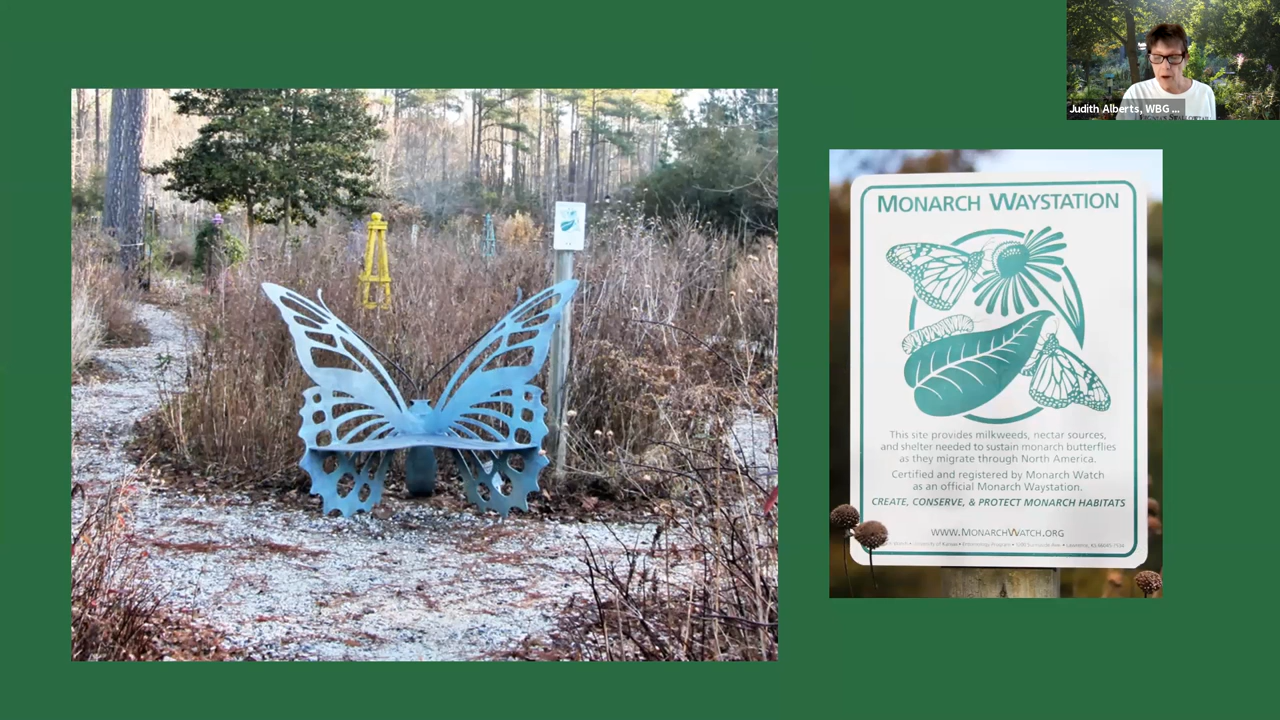 Judith Alberts, WBG ...
MONARCH WAYSTATION
This site provides milkweeds, nectar sources,
and shelter needed to sustain monarch butterflies
as they migrate through North America.
Certified and registered by Monarch Watch
as an official Monarch Waystation.
CREATE, CONSERVE, & PROTECT MONARCH HABITATS
WWW.MONARCHWATCH.ORG